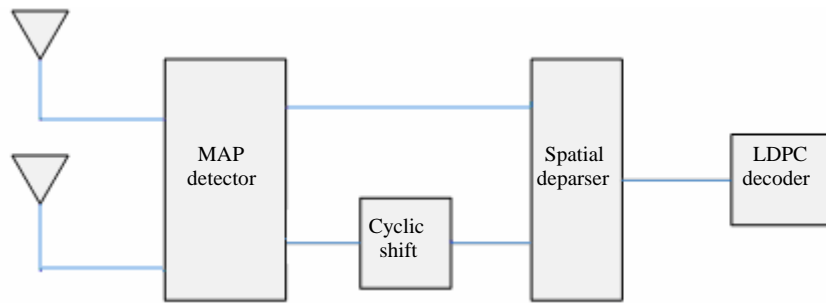 MAP
detector
Cyclic
shift
Spatial
deparser
LDPC
decoder